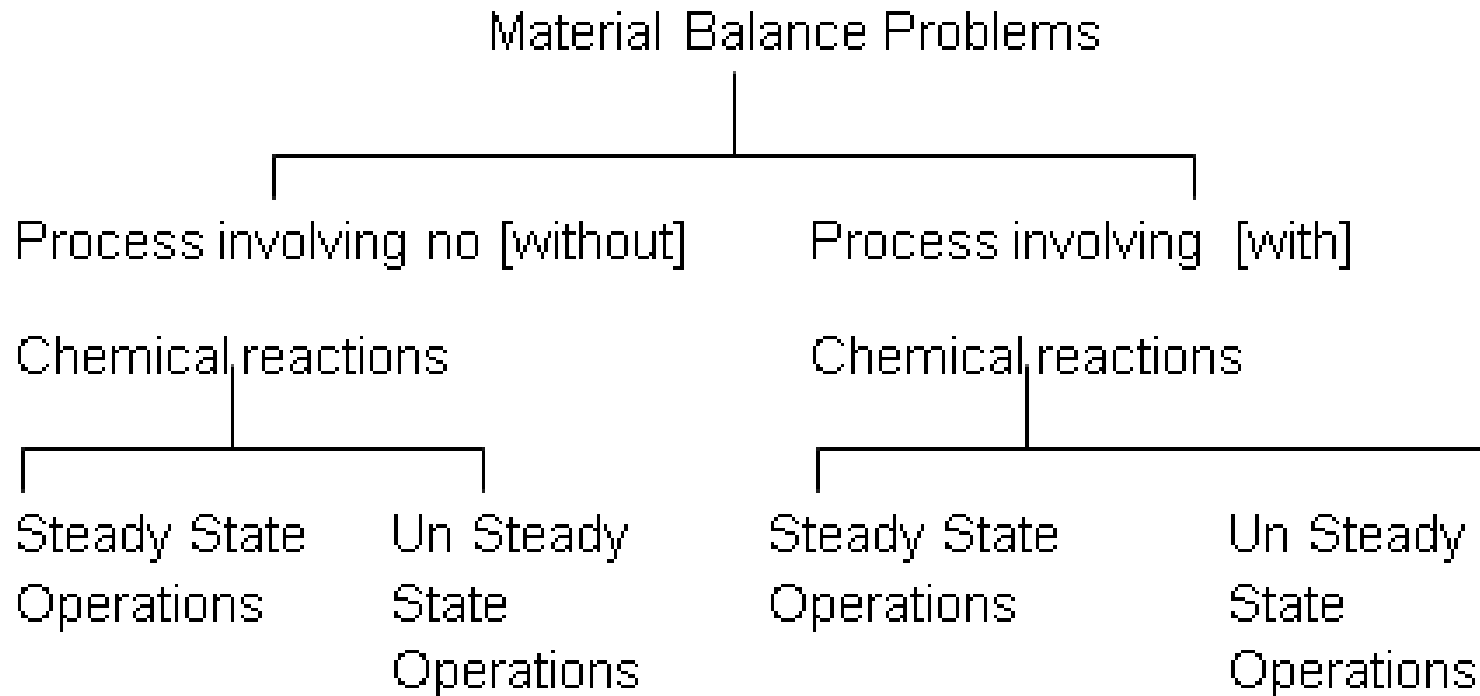 Material Balance Problems
Process involving no [without]
Chemical reactions
Process involving [with]
Chemical reactions
Steady State
Operations
Un Steady
State
Operations
Steady State
Operations
Un Steady
State
Operations